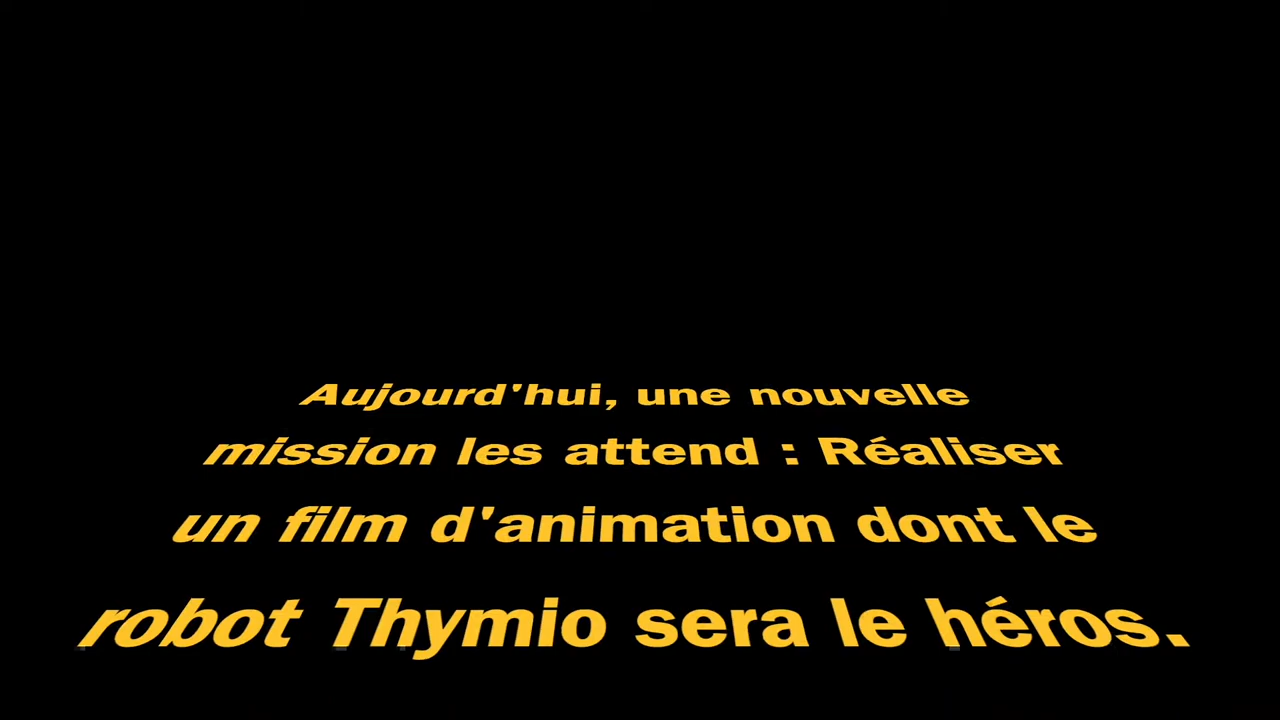 Aujourd'hui, une nouvelle
mission les attend : Réaliser
un film d'animation dont le
robot Thymio sera le héros.